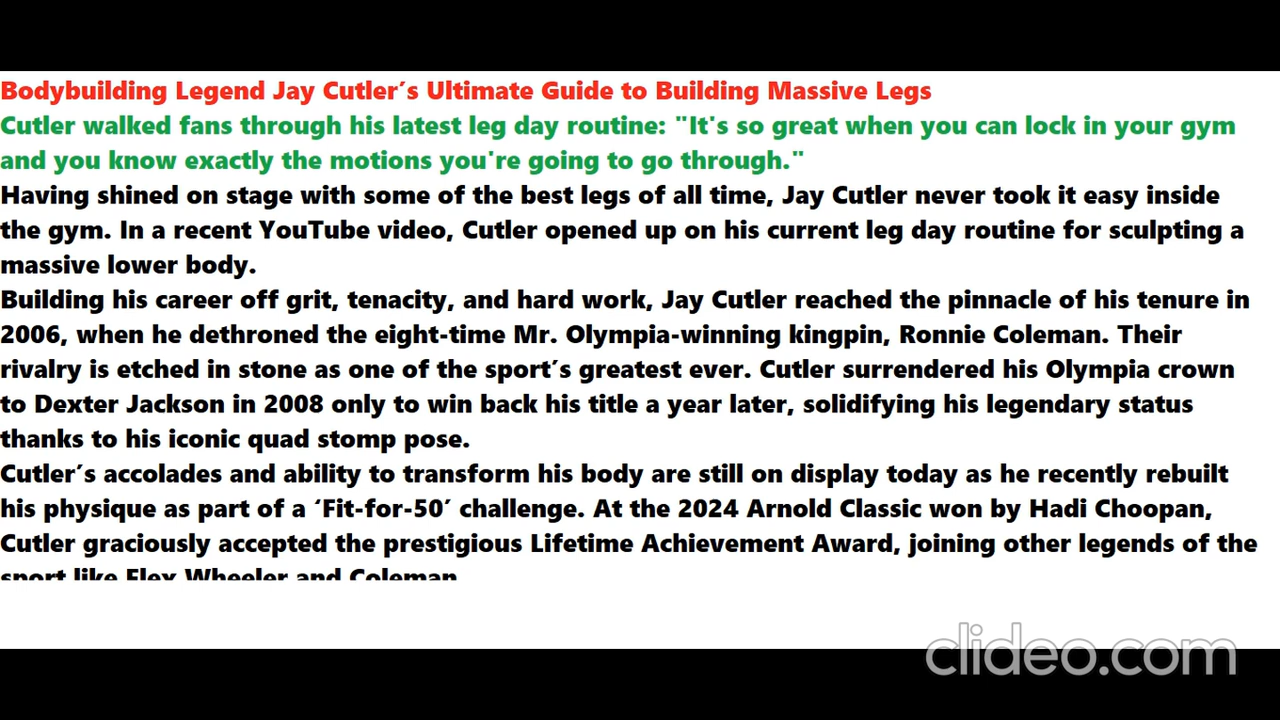 Bodybuilding Legend Jay Cutler′s Ultimate Guide to Building Massive Legs
Cutler walked fans through his latest leg day routine: "It's so great when you can lock in your gym
and you know exactly the motions you're going to go through."
Having shined on stage with some of the best legs of all time, Jay Cutler never took it easy inside
the gym. In a recent YouTube video, Cutler opened up on his current leg day routine for sculpting a
massive lower body.
Building his career off grit, tenacity, and hard work, Jay Cutler reached the pinnacle of his tenure in
2006, when he dethroned the eight-time Mr. Olympia-winning kingpin, Ronnie Coleman. Their
rivalry is etched in stone as one of the sport′s greatest ever. Cutler surrendered his Olympia crown
to Dexter Jackson in 2008 only to win back his title a year later, solidifying his legendary status
thanks to his iconic quad stomp pose.
Cutler′s accolades and ability to transform his body are still on display today as he recently rebuilt
his physique as part of a ‘Fit-for-50′ challenge. At the 2024 Arnold Classic won by Hadi Choopan,
Cutler graciously accepted the prestigious Lifetime Achievement Award, joining other legends of the
sport like Flex Wheeler and Coleman
clideo.com